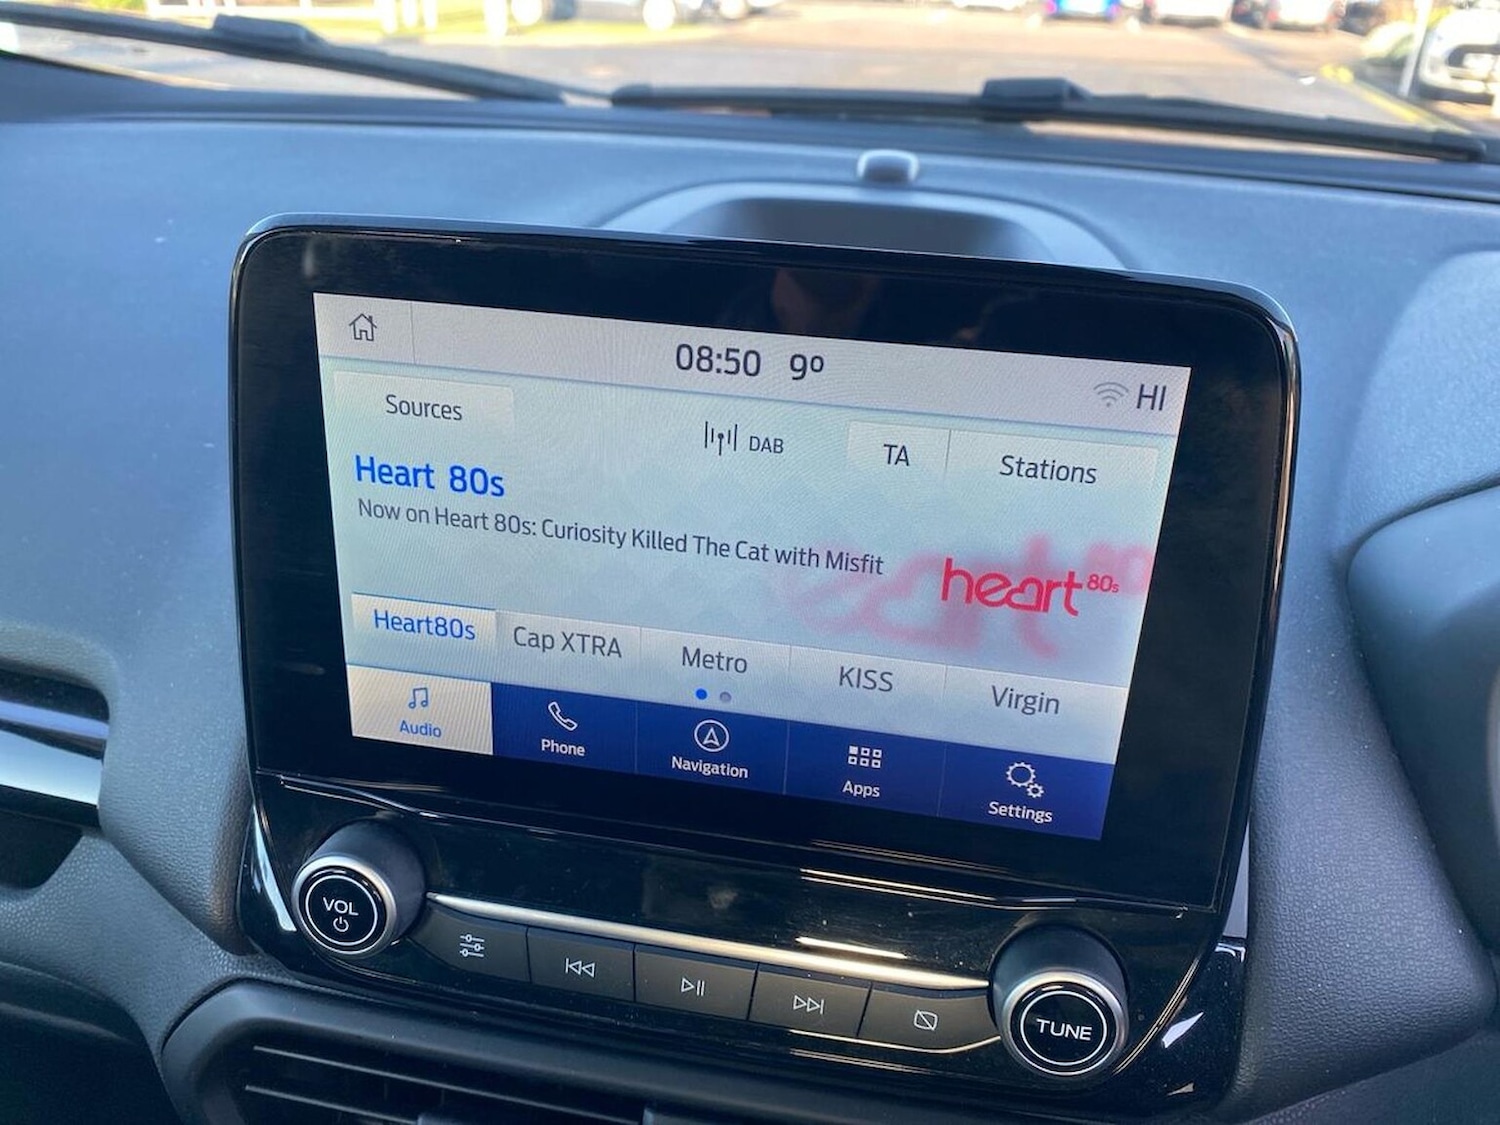 08:50 9º
HI
Sources
DAB
TA
Stations
Heart 80s
Now on Heart 80s: Curiosity Killed The Cat with Misfit
heart 80s
Heart80s
Cap XTRA
Metro
KISS
Virgin
Audio
Phone
Navigation
Apps
Settings
VOL
TUNE